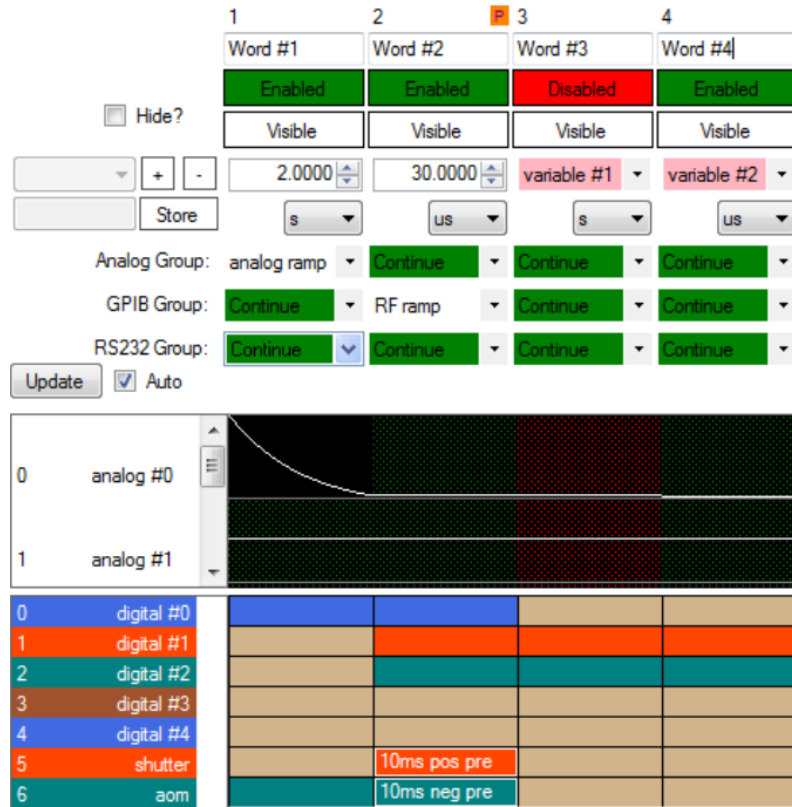 1 2 P 3 4
Word #1 Word #2 Word #3 Word #4
Enabled Enabled Disabled Enabled
Hide?
Visible Visible Visible Visible
+ - 2.0000 30.0000 variable #1 variable #2
Store s us s us
Analog Group: analog ramp Continue Continue Continue
GPIB Group: Continue RF ramp Continue Continue
RS232 Group: Continue Continue Continue Continue
Update Auto
0 analog #0
1 analog #1
0 digital #0
1 digital #1
2 digital #2
3 digital #3
4 digital #4
5 shutter 10ms pos pre
6 aom 10ms neg pre